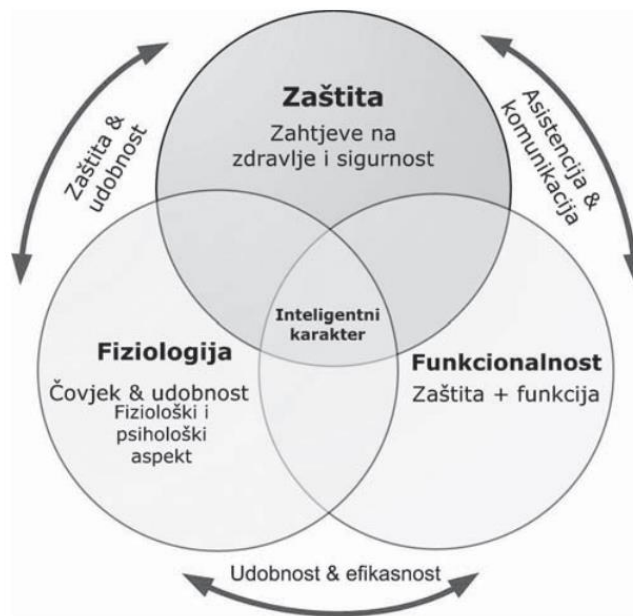 Zaštita
Zahtjeve na
zdravlje i sigurnost
Zaštita &
udobnost
Asistencija &
komunikacija
Inteligentni
karakter
Fiziologija
Čovjek & udobnost
Fiziološki i
psihološki
aspekt
Funkcionalnost
Zaštita + funkcija
Udobnost & efikasnost